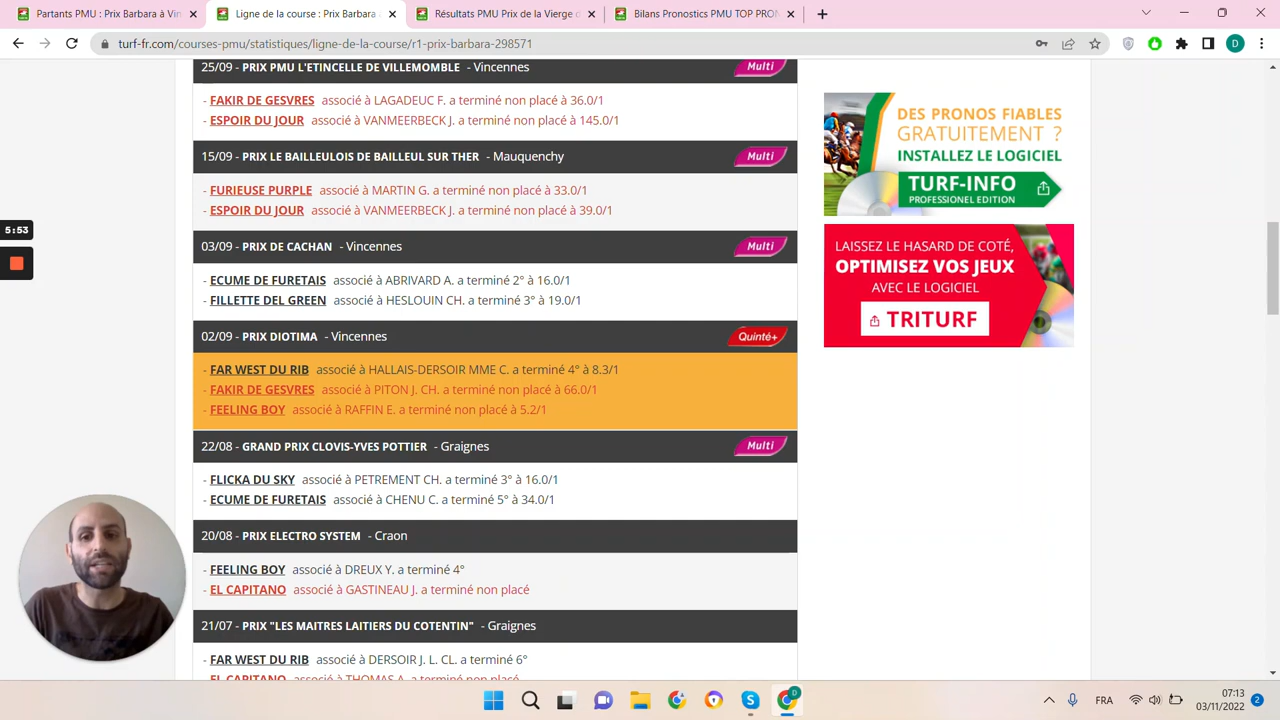 Partants PMU : Prix Barbara à Vin
Ligne de la course : Prix Barbara
Résultats PMU Prix de la Vierge d
Bilans Pronostics PMU TOP PRON
turf-fr.com/courses-pmu/statistiques/ligne-de-la-course/r1-prix-barbara-298571
D
25/09 - PRIX PMU L'ETINCELLE DE VILLEMOMBLE - Vincennes Multi
- FAKIR DE GESVRES associé à LAGADEUC F. a terminé non placé à 36.0/1
- ESPOIR DU JOUR associé à VANMEERBECK J. a terminé non placé à 145.0/1
15/09 - PRIX LE BAILLEULOIS DE BAILLEUL SUR THER - Mauquenchy Multi
- FURIEUSE PURPLE associé à MARTIN G. a terminé non placé à 33.0/1
- ESPOIR DU JOUR associé à VANMEERBECK J. a terminé non placé à 39.0/1
03/09 - PRIX DE CACHAN - Vincennes Multi
- ECUME DE FURETAIS associé à ABRIVARD A. a terminé 2° à 16.0/1
- FILLETTE DEL GREEN associé à HESLOUIN CH. a terminé 3° à 19.0/1
02/09 - PRIX DIOTIMA - Vincennes Quinté+
- FAR WEST DU RIB associé à HALLAIS-DERSOIR MME C. a terminé 4° à 8.3/1
- FAKIR DE GESVRES associé à PITON J. CH. a terminé non placé à 66.0/1
- FEELING BOY associé à RAFFIN E. a terminé non placé à 5.2/1
22/08 - GRAND PRIX CLOVIS-YVES POTTIER - Graignes Multi
- FLICKA DU SKY associé à PETREMENT CH. a terminé 3° à 16.0/1
- ECUME DE FURETAIS associé à CHENU C. a terminé 5° à 34.0/1
20/08 - PRIX ELECTRO SYSTEM - Craon
- FEELING BOY associé à DREUX Y. a terminé 4°
- EL CAPITANO associé à GASTINEAU J. a terminé non placé
21/07 - PRIX "LES MAITRES LAITIERS DU COTENTIN" - Graignes
- FAR WEST DU RIB associé à DERSOIR J. L. CL. a terminé 6°
- EL CAPITANO associé à THOMAS A. a terminé non placé
DES PRONOS FIABLES
GRATUITEMENT ?
INSTALLEZ LE LOGICIEL
TURF-INFO
PROFESSIONEL EDITION
LAISSEZ LE HASARD DE COTÉ,
OPTIMISEZ VOS JEUX
AVEC LE LOGICIEL
TRITURF
5:53
D
FRA
07:13
03/11/2022
2